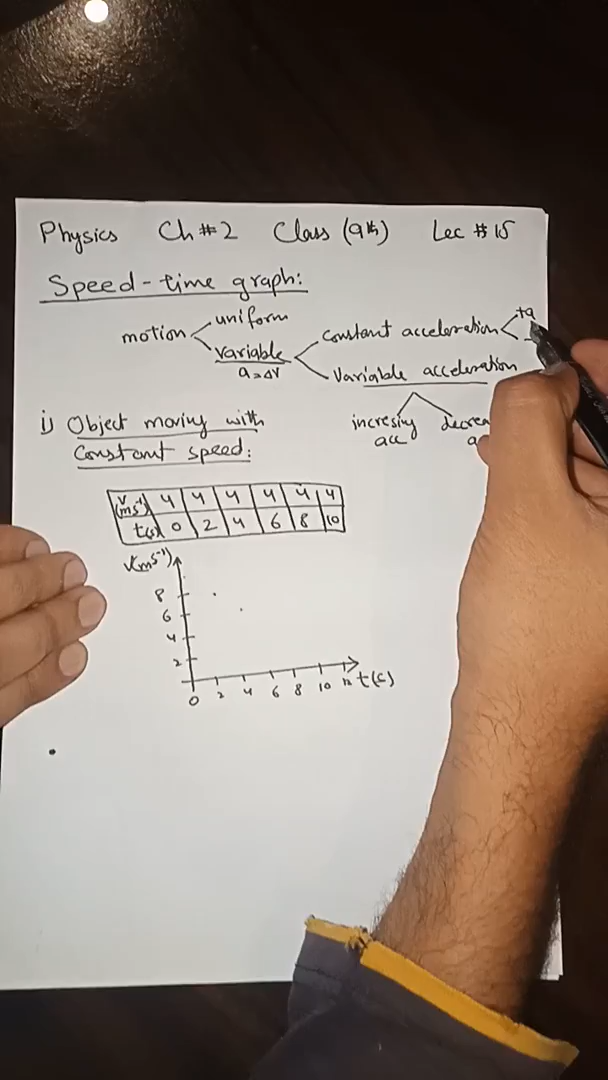 Physics Ch #2 Class (9th) Lec # 15
Speed-time graph:
motion uniform
variable
a = Δv
Constant acceleration +a
-
Variable acceleration
incresing acc
decrea
a
i) Object moving with
Constant speed:
v(ms⁻¹) 4 4 4 4 4 4
t(s) 0 2 4 6 8 10
v(ms⁻¹)
8
6
4
2
0 2 4 6 8 10 12 t(s)